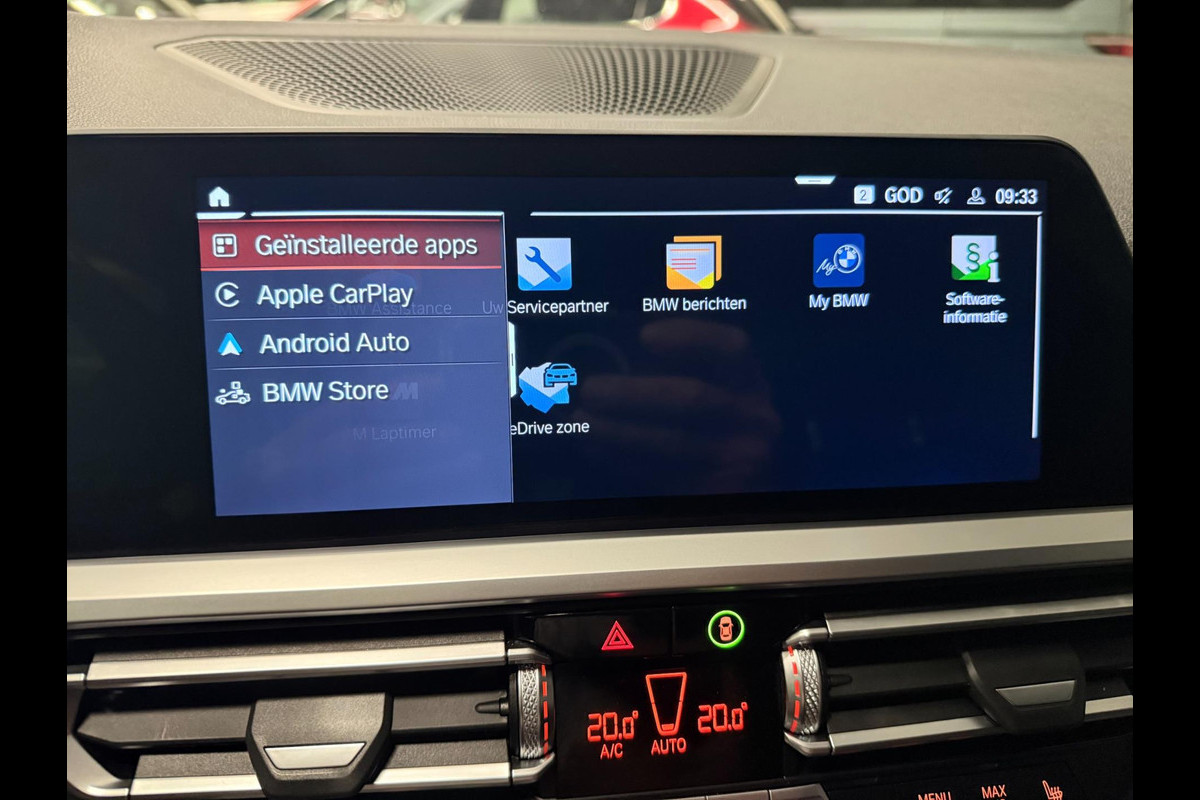 2 GOD 09:33
Geïnstalleerde apps
Apple CarPlay
Android Auto
BMW Store
BMW Assistance
Uw Servicepartner
BMW berichten
My BMW
Software-
informatie
M
M Laptimer
eDrive zone
20.0°
A/C
AUTO
20.0°
MENU
MAX